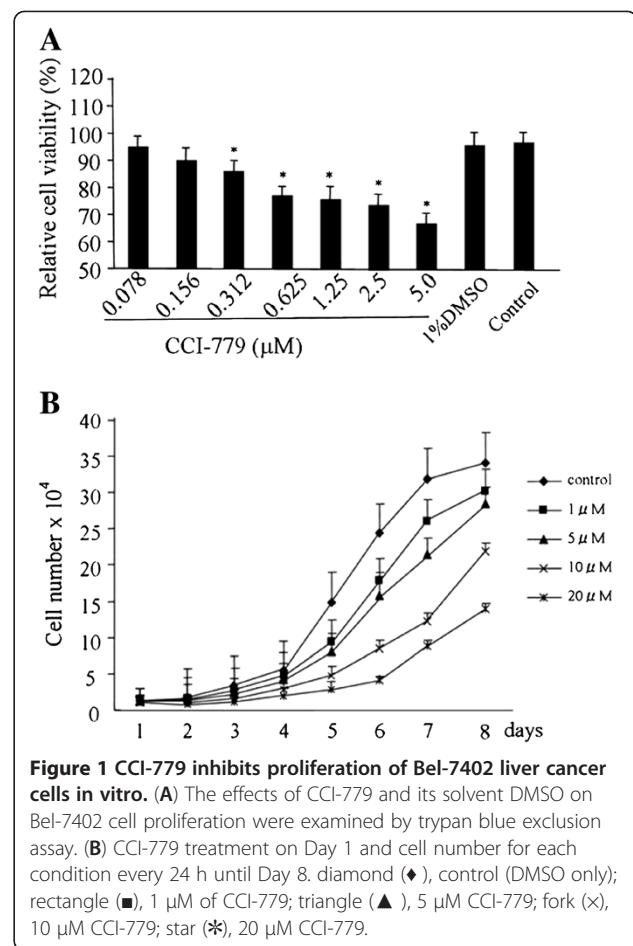 A
Relative cell viability (%)
120
110
100
90
80
70
60
50
* * * * *
0.078 0.156 0.312 0.625 1.25 2.5 5.0 1%DMSO Control
CCI-779 (μM)
B
Cell number x 10⁴
40
35
30
25
20
15
10
5
0
1 2 3 4 5 6 7 8 days
control
1 μM
5 μM
10 μM
20 μM
Figure 1 CCI-779 inhibits proliferation of Bel-7402 liver cancer
cells in vitro. (A) The effects of CCI-779 and its solvent DMSO on
Bel-7402 cell proliferation were examined by trypan blue exclusion
assay. (B) CCI-779 treatment on Day 1 and cell number for each
condition every 24 h until Day 8. diamond (♦ ), control (DMSO only);
rectangle (■), 1 μM of CCI-779; triangle ( ▲ ), 5 μM CCI-779; fork (×),
10 μM CCI-779; star (✻), 20 μM CCI-779.